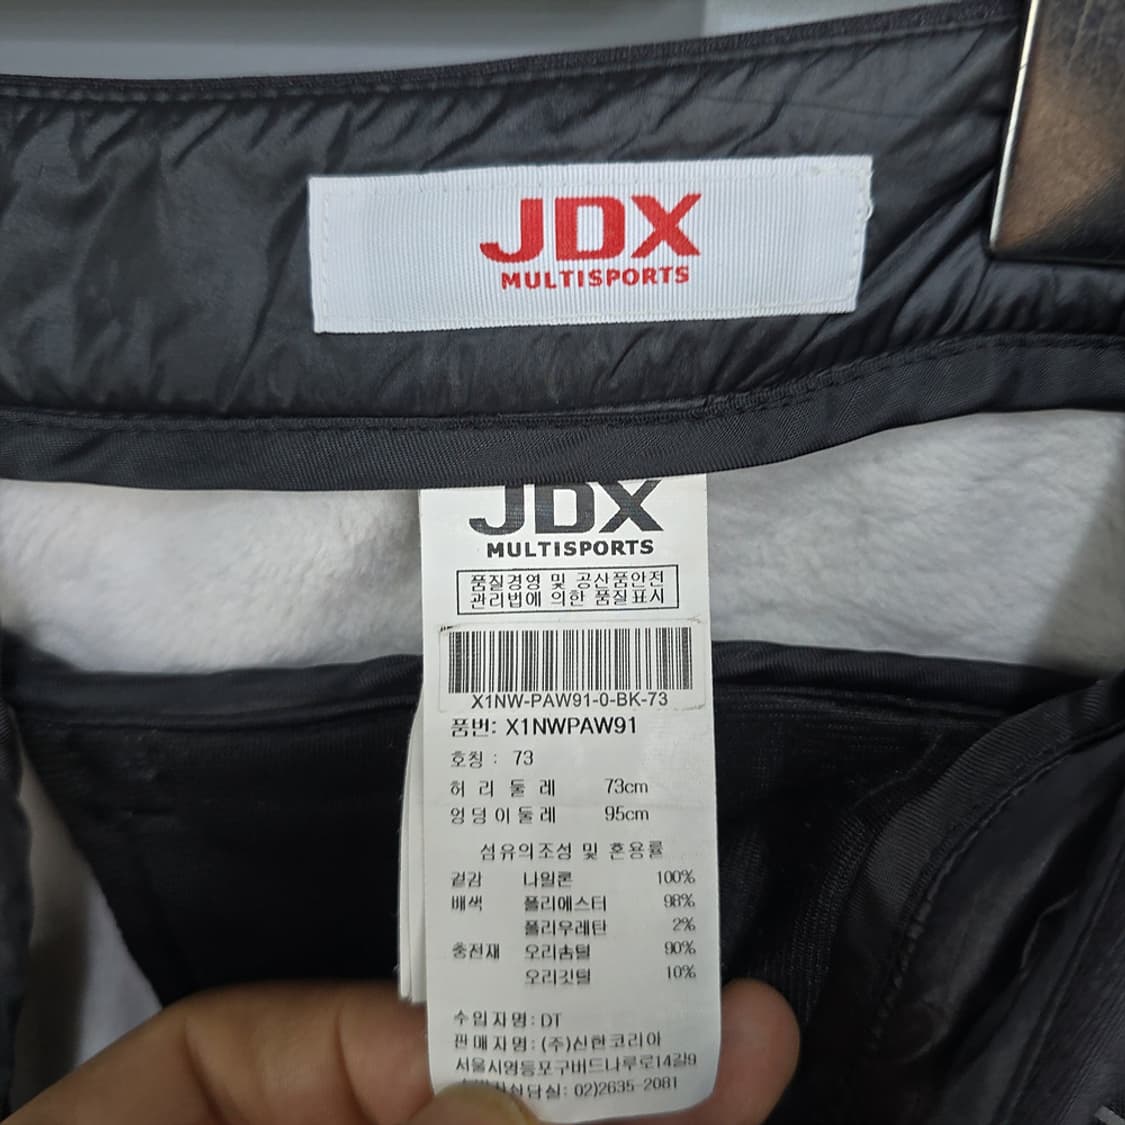 JDX
MULTISPORTS
JDX
MULTISPORTS
품질경영 및 공산품안전
관리법에 의한 품질표시
X1NW-PAW91-0-BK-73
품번: X1NWPAW91
호칭 : 73
허리둘레 73cm
엉덩이둘레 95cm
섬유의조성 및 혼용률
겉감 나일론 100%
배색 폴리에스터 98%
폴리우레탄 2%
충전재 오리솜털 90%
오리깃털 10%
수입자명 : DT
판매자명 : (주)신한코리아
서울시영등포구버드나루로14길9
상담실: 02)2635-2081